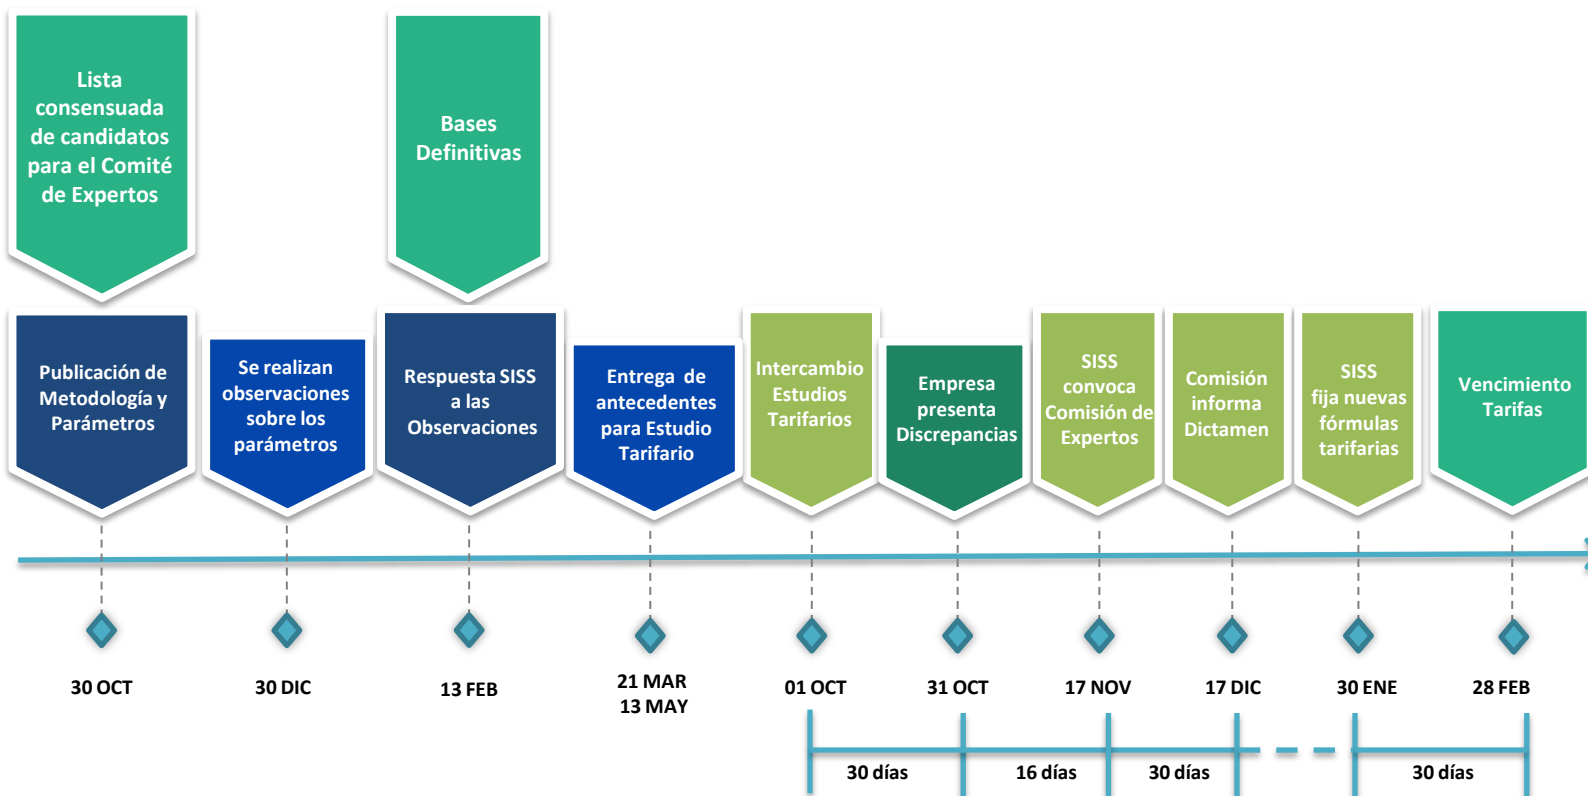 Lista
consensuada
de candidatos
para el Comité
de Expertos
Bases
Definitivas
Publicación de
Metodología y
Parámetros
Se realizan
observaciones
sobre los
parámetros
Respuesta SISS
a las
Observaciones
Entrega de
antecedentes
para Estudio
Tarifario
Intercambio
Estudios
Tarifarios
Empresa
presenta
Discrepancias
SISS
convoca
Comisión de
Expertos
Comisión
informa
Dictamen
SISS
fija nuevas
fórmulas
tarifarias
Vencimiento
Tarifas
30 OCT
30 DIC
13 FEB
21 MAR
13 MAY
01 OCT
31 OCT
17 NOV
17 DIC
30 ENE
28 FEB
30 días
16 días
30 días
30 días